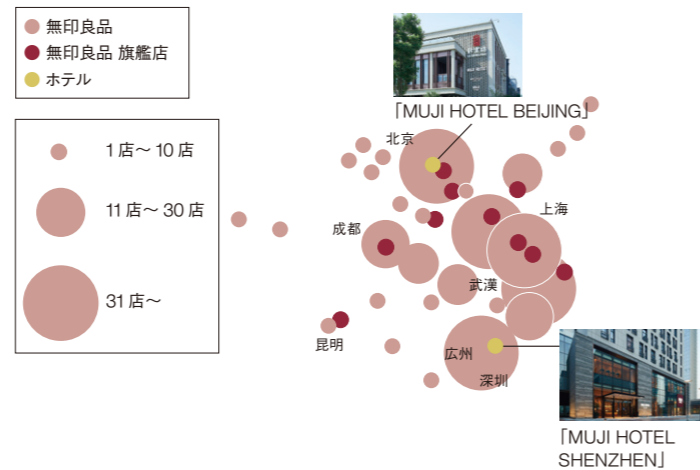 無印良品
無印良品 旗艦店
ホテル
1店～10店
11店～30店
31店～
「MUJI HOTEL BEIJING」
北京
上海
成都
武漢
昆明
広州
深圳
「MUJI HOTEL
SHENZHEN」